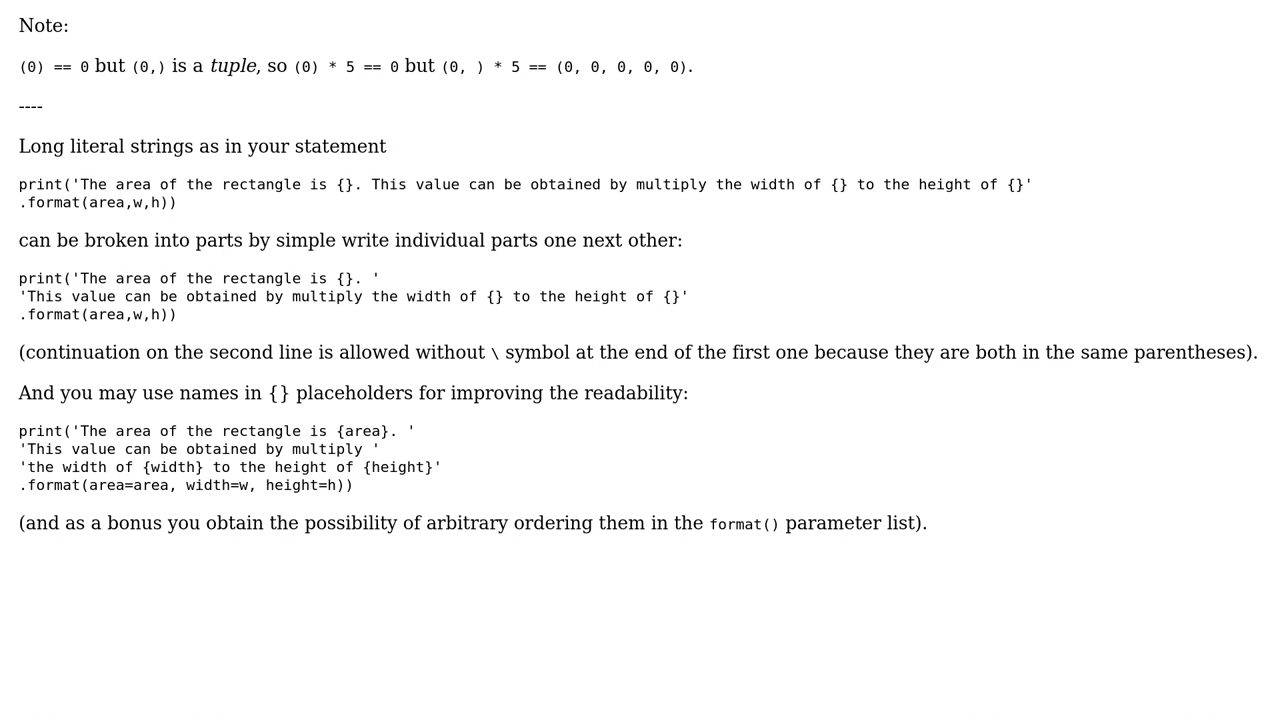 Note:
(0) == 0 but (0,) is a tuple, so (0) * 5 == 0 but (0, ) * 5 == (0, 0, 0, 0, 0).
----
Long literal strings as in your statement
print('The area of the rectangle is {}. This value can be obtained by multiply the width of {} to the height of {}'
.format(area,w,h))
can be broken into parts by simple write individual parts one next other:
print('The area of the rectangle is {}. '
'This value can be obtained by multiply the width of {} to the height of {}'
.format(area,w,h))
(continuation on the second line is allowed without \ symbol at the end of the first one because they are both in the same parentheses).
And you may use names in {} placeholders for improving the readability:
print('The area of the rectangle is {area}. '
'This value can be obtained by multiply '
'the width of {width} to the height of {height}'
.format(area=area, width=w, height=h))
(and as a bonus you obtain the possibility of arbitrary ordering them in the format() parameter list).